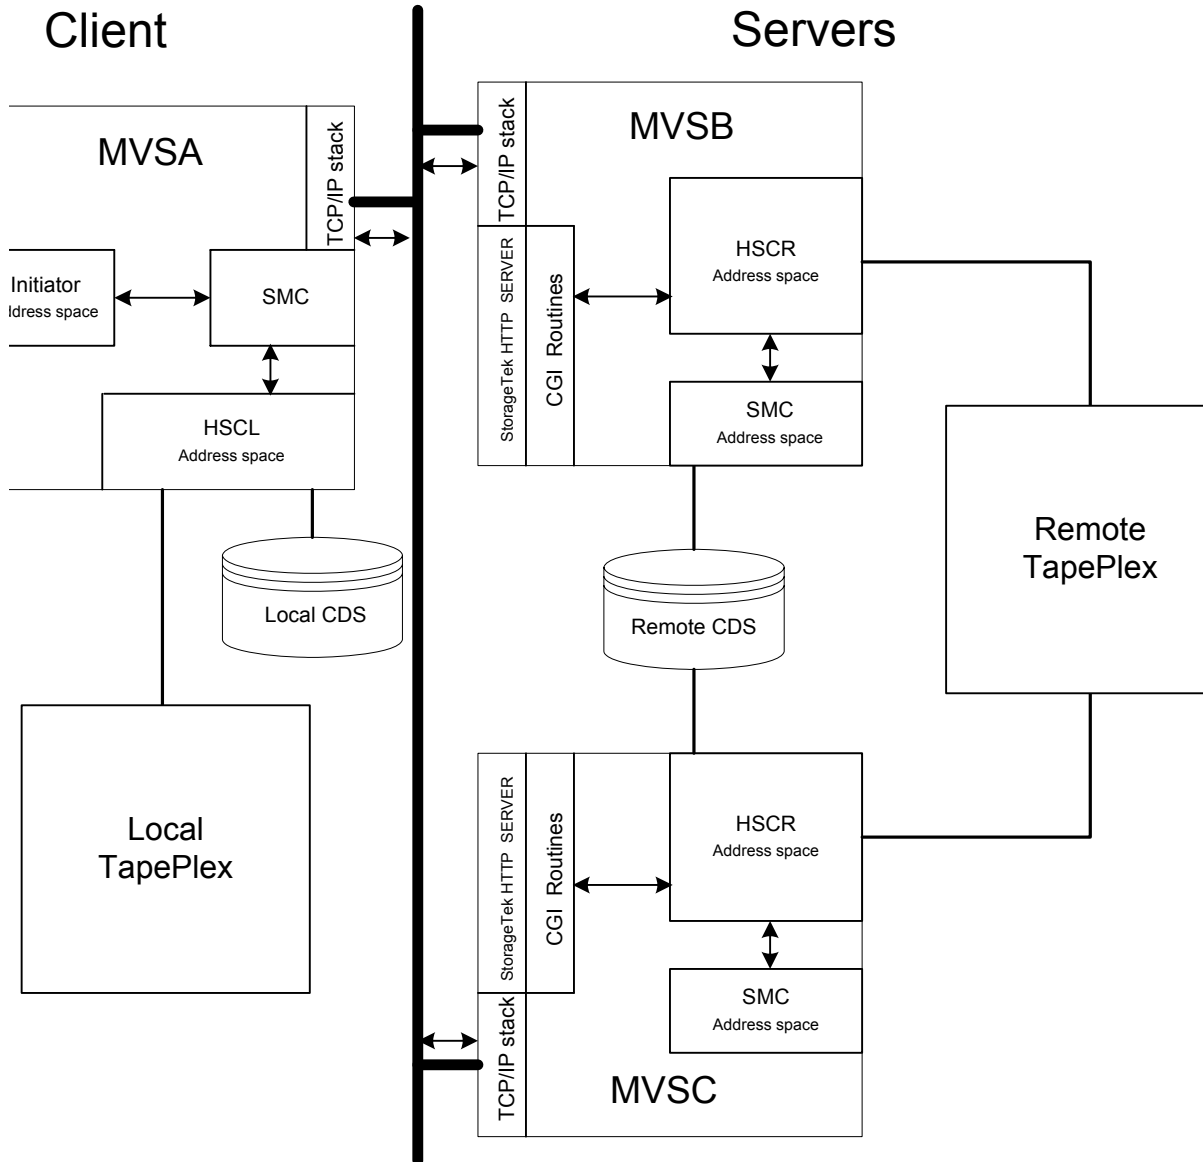 Client
Servers
MVSA
TCP/IP stack
Initiator
ddress space
SMC
HSCL
Address space
Local CDS
Local
TapePlex
MVSB
TCP/IP stack
StorageTek HTTP SERVER
CGI Routines
HSCR
Address space
SMC
Address space
Remote CDS
Remote
TapePlex
StorageTek HTTP SERVER
CGI Routines
HSCR
Address space
SMC
Address space
TCP/IP stack
MVSC